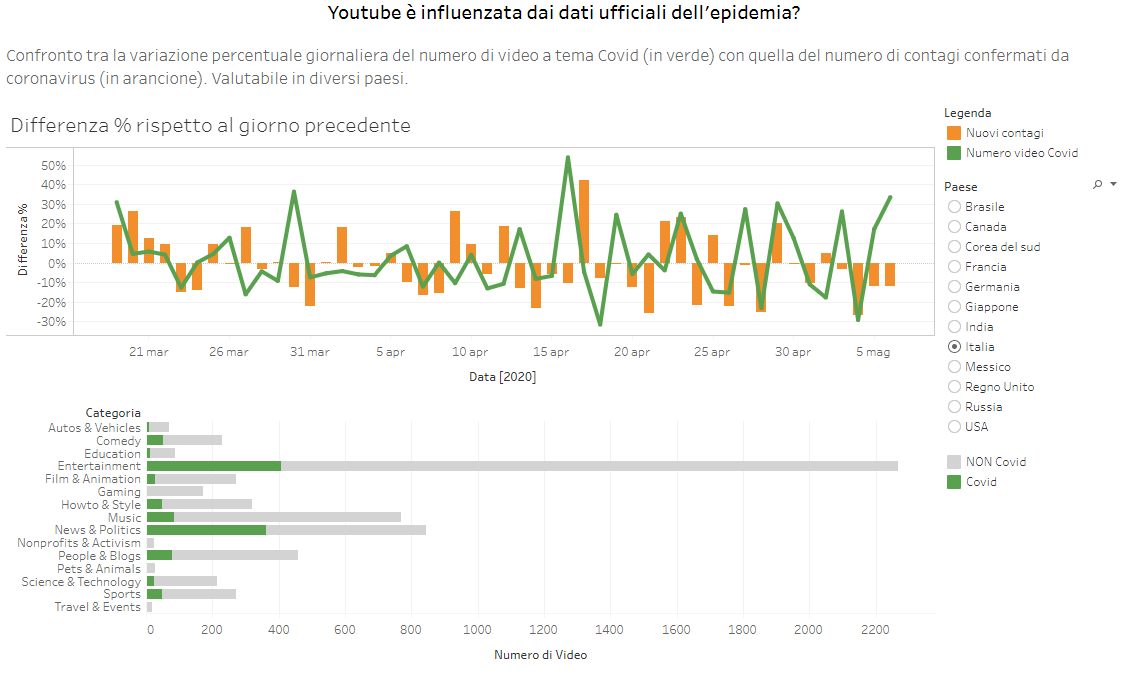 Youtube è influenzata dai dati ufficiali dell'epidemia?
Confronto tra la variazione percentuale giornaliera del numero di video a tema Covid (in verde) con quella del numero di contagi confermati da
coronavirus (in arancione). Valutabile in diversi paesi.
Differenza % rispetto al giorno precedente
50%
40%
30%
20%
10%
0%
-10%
-20%
-30%
Differenza %
21 mar
26 mar
31 mar
5 apr
10 apr
15 apr
20 apr
25 apr
30 apr
5 mag
Data [2020]
Legenda
Nuovi contagi
Numero video Covid
Paese
Brasile
Canada
Corea del sud
Francia
Germania
Giappone
India
Italia
Messico
Regno Unito
Russia
USA
NON Covid
Covid
Categoria
Autos & Vehicles
Comedy
Education
Entertainment
Film & Animation
Gaming
Howto & Style
Music
News & Politics
Nonprofits & Activism
People & Blogs
Pets & Animals
Science & Technology
Sports
Travel & Events
0
200
400
600
800
1000
1200
1400
1600
1800
2000
2200
Numero di Video